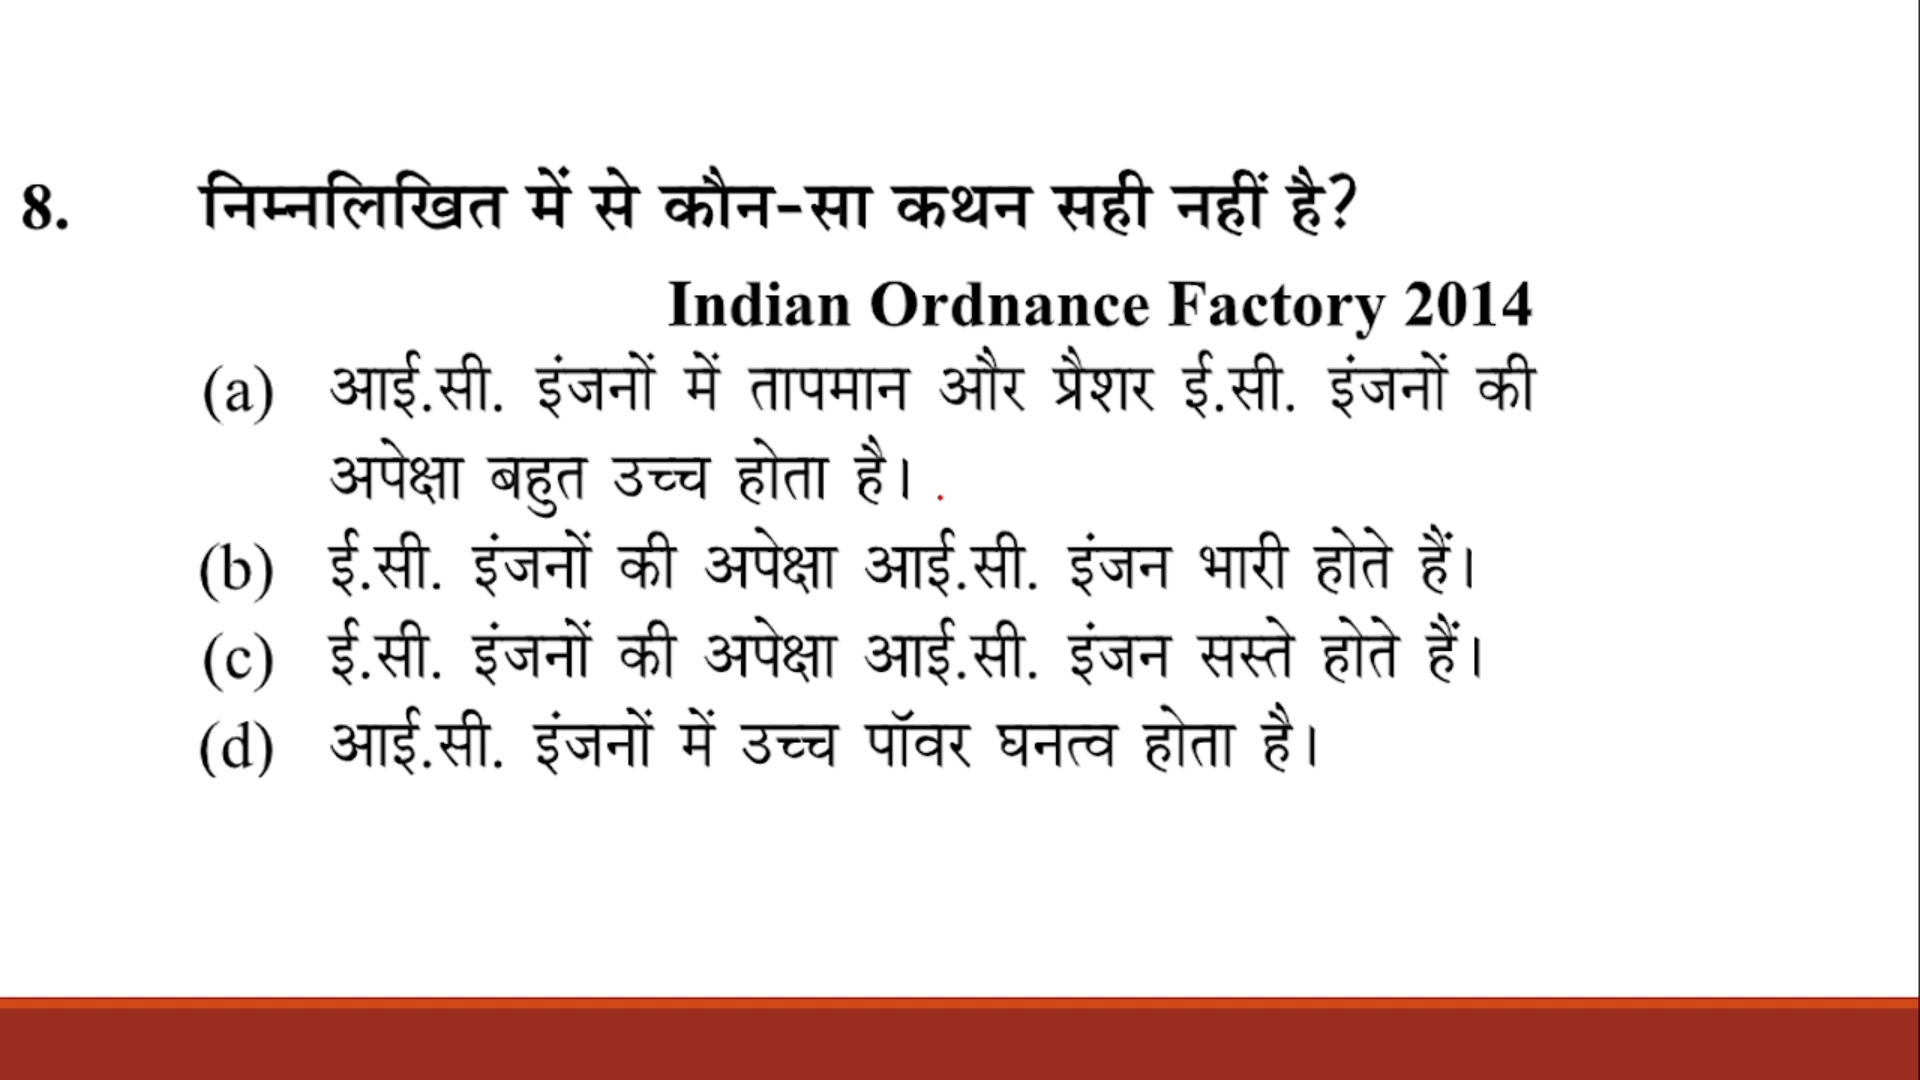 8. निम्नलिखित में से कौन-सा कथन सही नहीं है?
Indian Ordnance Factory 2014
(a) आई.सी. इंजनों में तापमान और प्रैशर ई.सी. इंजनों की
अपेक्षा बहुत उच्च होता है।
(b) ई.सी. इंजनों की अपेक्षा आई.सी. इंजन भारी होते हैं।
(c) ई.सी. इंजनों की अपेक्षा आई.सी. इंजन सस्ते होते हैं।
(d) आई.सी. इंजनों में उच्च पॉवर घनत्व होता है।